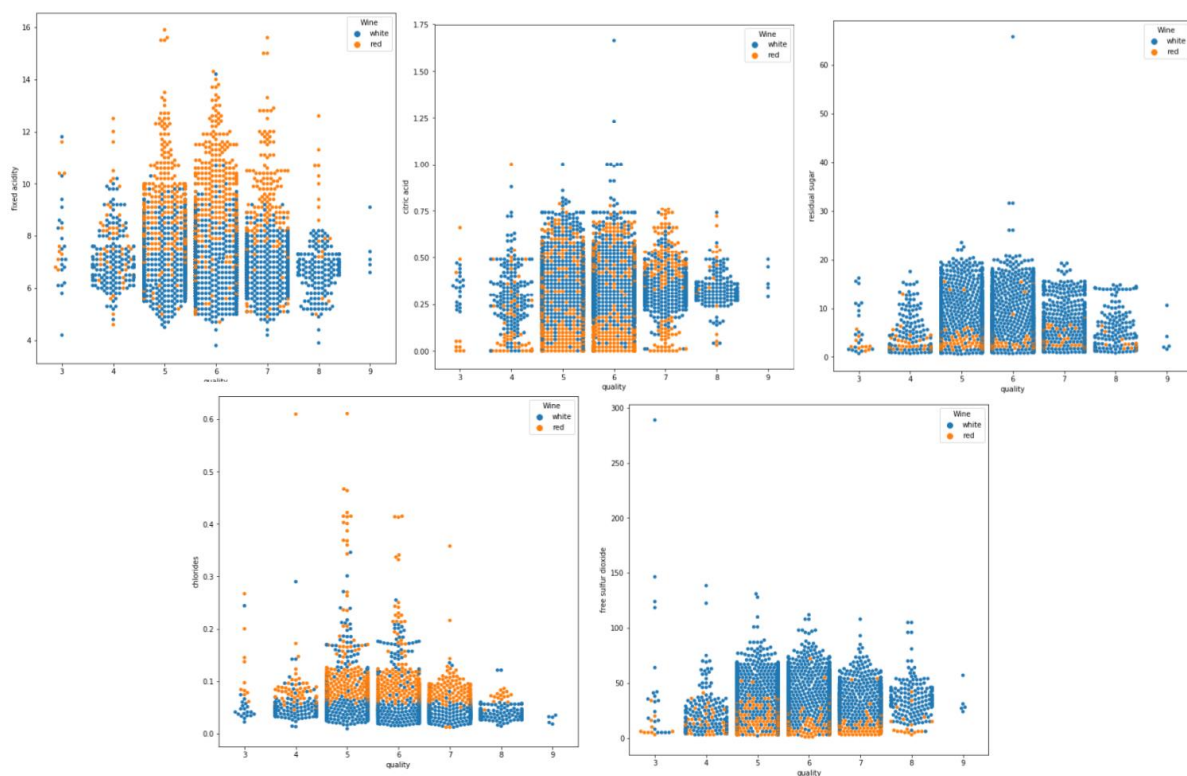 Wine
white
red
16
14
12
10
8
6
4
fixed acidity
3 4 5 6 7 8 9
quality
Wine
white
red
1.75
1.50
1.25
1.00
0.75
0.50
0.25
0.00
citric acid
3 4 5 6 7 8 9
quality
Wine
white
red
60
50
40
30
20
10
0
residual sugar
3 4 5 6 7 8 9
quality
Wine
white
red
0.6
0.5
0.4
0.3
0.2
0.1
0.0
chlorides
3 4 5 6 7 8 9
quality
Wine
white
red
300
250
200
150
100
50
0
free sulfur dioxide
3 4 5 6 7 8 9
quality